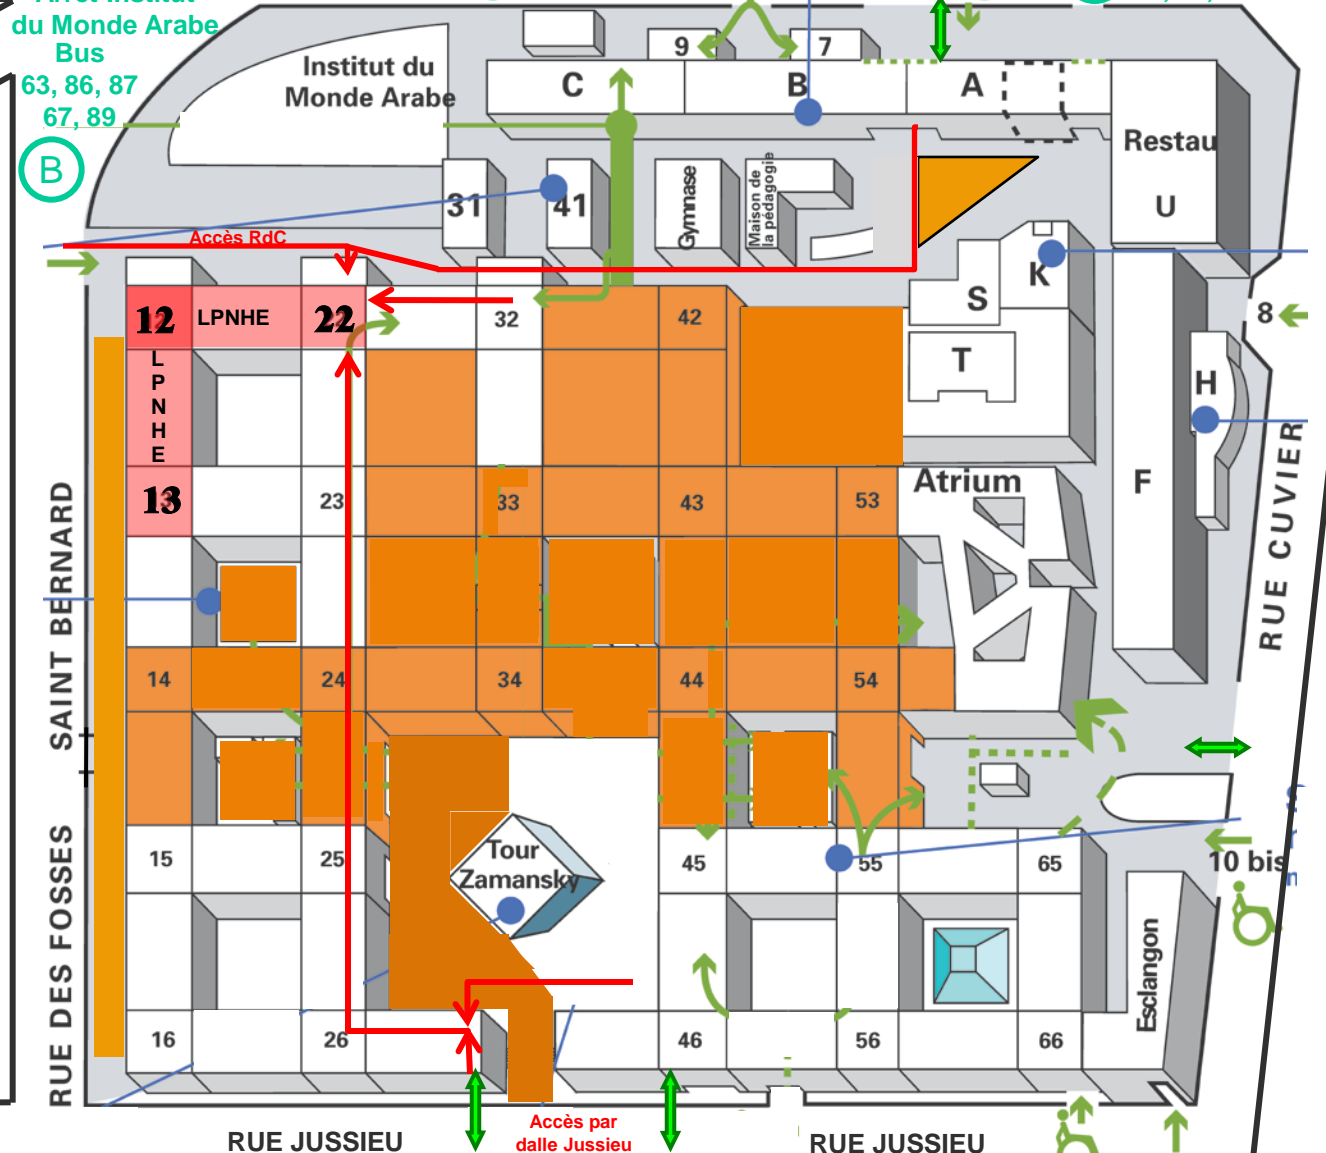 Arrêt Institut
du Monde Arabe
Bus
63, 86, 87
67, 89
B
Institut du
Monde Arabe
9
7
C
B
A
Restau
U
31
41
Gymnase
Maison de
la pédagogie
Accès RdC
K
S
8
12
LPNHE
22
32
42
T
H
LPNHE
13
23
33
43
53
Atrium
F
RUE CUVIER
14
24
34
44
54
15
25
Tour
Zamansky
45
55
65
10 bis
16
26
46
56
66
Esclangon
RUE DES FOSSES SAINT BERNARD
RUE JUSSIEU
Accès par
dalle Jussieu
RUE JUSSIEU